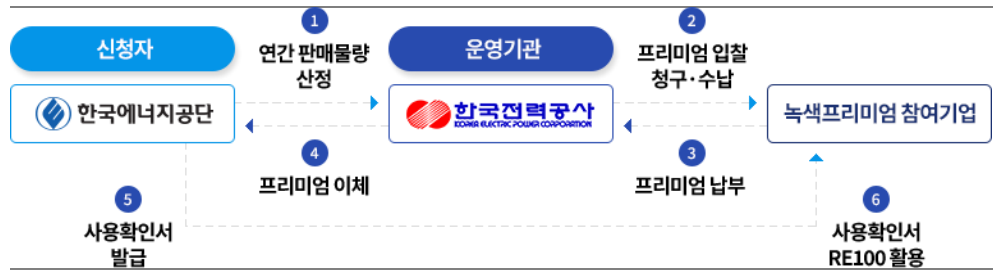 1
2
신청자
연간 판매물량
산정
운영기관
프리미엄 입찰
청구·수납
한국에너지공단
한국전력공사
KOREA ELECTRIC POWER CORPORATION
녹색프리미엄 참여기업
4
3
프리미엄 이체
프리미엄 납부
5
6
사용확인서
발급
사용확인서
RE100 활용